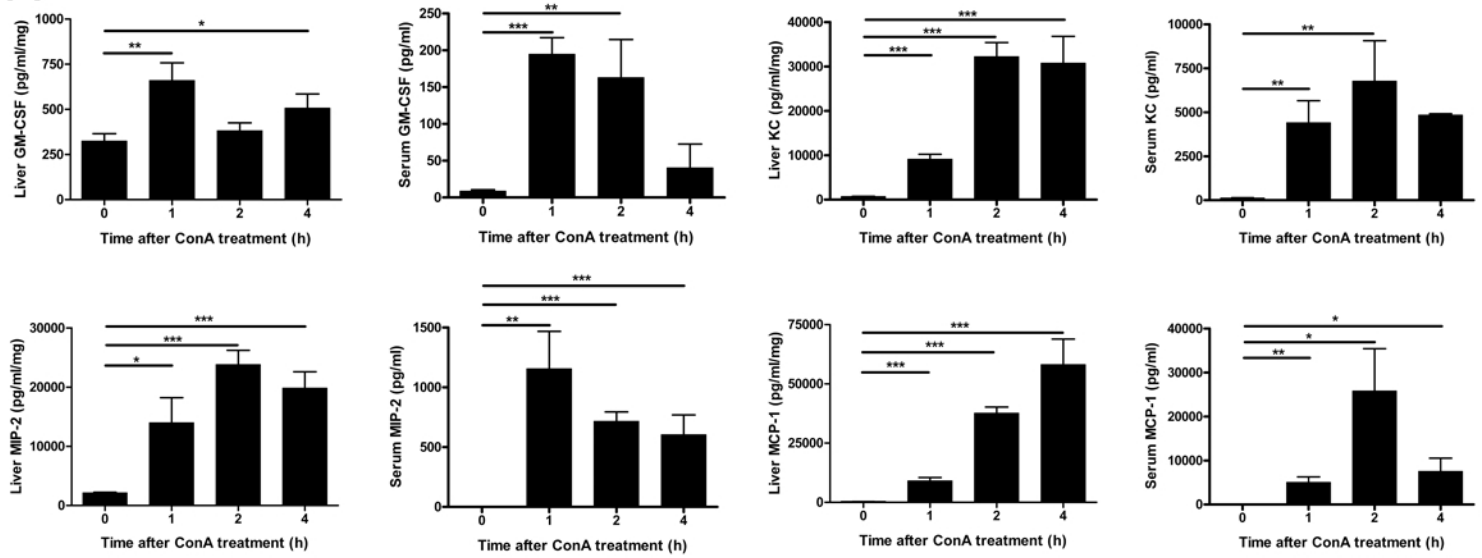 Liver GM-CSF (pg/ml/mg)
1000
750
500
250
0
*
**
0 1 2 4
Time after ConA treatment (h)
Serum GM-CSF (pg/ml)
250
200
150
100
50
0
**
***
0 1 2 4
Time after ConA treatment (h)
Liver KC (pg/ml/mg)
40000
30000
20000
10000
0
***
***
***
0 1 2 4
Time after ConA treatment (h)
Serum KC (pg/ml)
10000
7500
5000
2500
0
**
**
0 1 2 4
Time after ConA treatment (h)
Liver MIP-2 (pg/ml/mg)
30000
20000
10000
0
***
***
*
0 1 2 4
Time after ConA treatment (h)
Serum MIP-2 (pg/ml)
1500
1000
500
0
***
***
**
0 1 2 4
Time after ConA treatment (h)
Liver MCP-1 (pg/ml/mg)
75000
50000
25000
0
***
***
***
0 1 2 4
Time after ConA treatment (h)
Serum MCP-1 (pg/ml)
40000
30000
20000
10000
0
*
*
**
0 1 2 4
Time after ConA treatment (h)